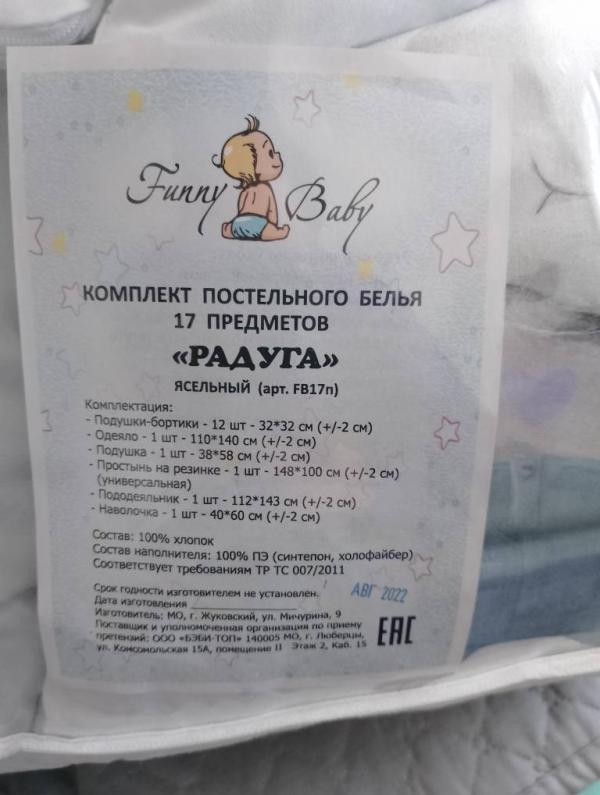 Funny Baby
КОМПЛЕКТ ПОСТЕЛЬНОГО БЕЛЬЯ
17 ПРЕДМЕТОВ
«РАДУГА»
ЯСЕЛЬНЫЙ (арт. FB17п)
Комплектация:
- Подушки-бортики - 12 шт - 32*32 см (+/-2 см)
- Одеяло - 1 шт - 110*140 см (+/-2 см)
- Подушка - 1 шт - 38*58 см (+/-2 см)
- Простынь на резинке - 1 шт - 148*100 см (+/-2 см)
(универсальная)
- Пододеяльник - 1 шт - 112*143 см (+/-2 см)
- Наволочка - 1 шт - 40*60 см (+/-2 см)
Состав: 100% хлопок
Состав наполнителя: 100% ПЭ (синтепон, холофайбер)
Соответствует требованиям ТР ТС 007/2011
Срок годности изготовителем не установлен.
Дата изготовления ____________ АВГ 2022
Изготовитель: МО, г. Жуковский, ул. Мичурина, 9
Поставщик и уполномоченная организация по приему
претензий: ООО «БЭБИ-ТОП» 140005 МО, г. Люберцы,
ул. Комсомольская 15А, помещение II Этаж 2, Каб. 15
EAC